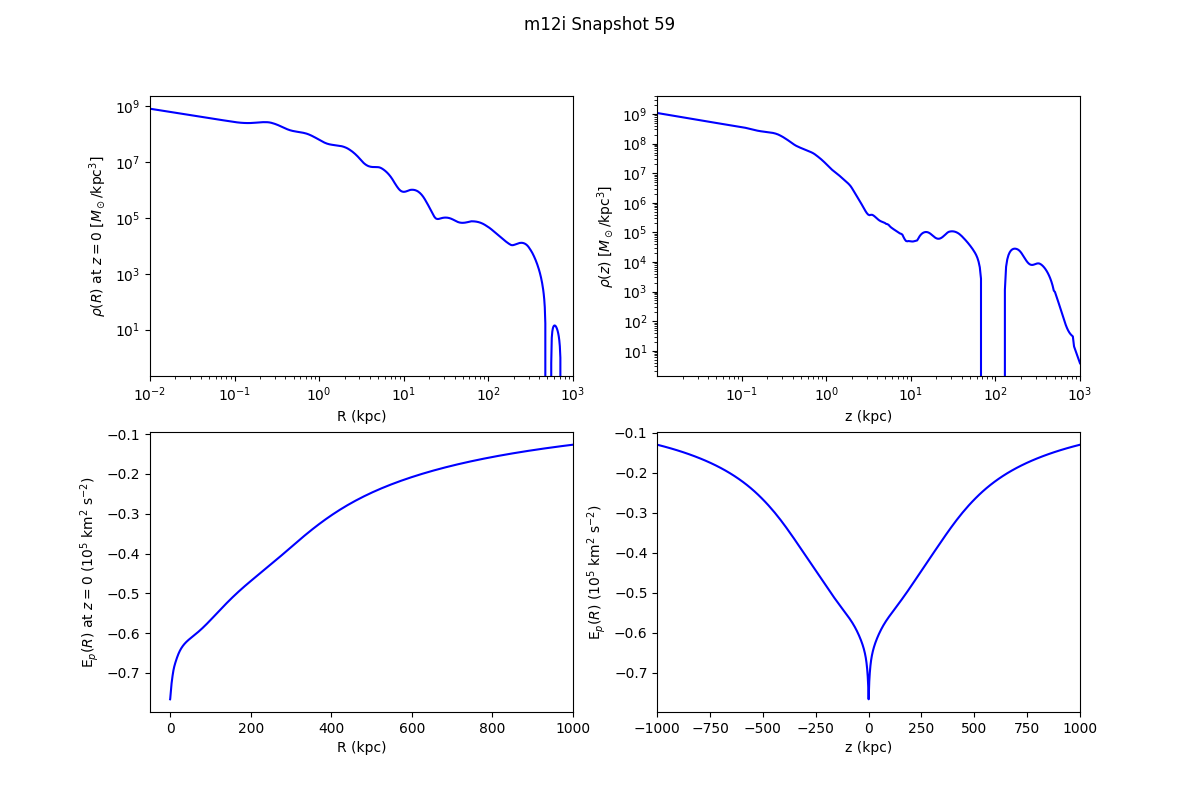 m12i Snapshot 59
ρ(R) at z = 0 [M⊙/kpc³]
10⁹
10⁷
10⁵
10³
10¹
10⁻² 10⁻¹ 10⁰ 10¹ 10² 10³
R (kpc)
ρ(z) [M⊙/kpc³]
10⁹
10⁸
10⁷
10⁶
10⁵
10⁴
10³
10²
10¹
10⁻¹ 10⁰ 10¹ 10² 10³
z (kpc)
Eₚ(R) at z = 0 (10⁵ km² s⁻²)
−0.1
−0.2
−0.3
−0.4
−0.5
−0.6
−0.7
0 200 400 600 800 1000
R (kpc)
Eₚ(R) (10⁵ km² s⁻²)
−0.1
−0.2
−0.3
−0.4
−0.5
−0.6
−0.7
−1000 −750 −500 −250 0 250 500 750 1000
z (kpc)